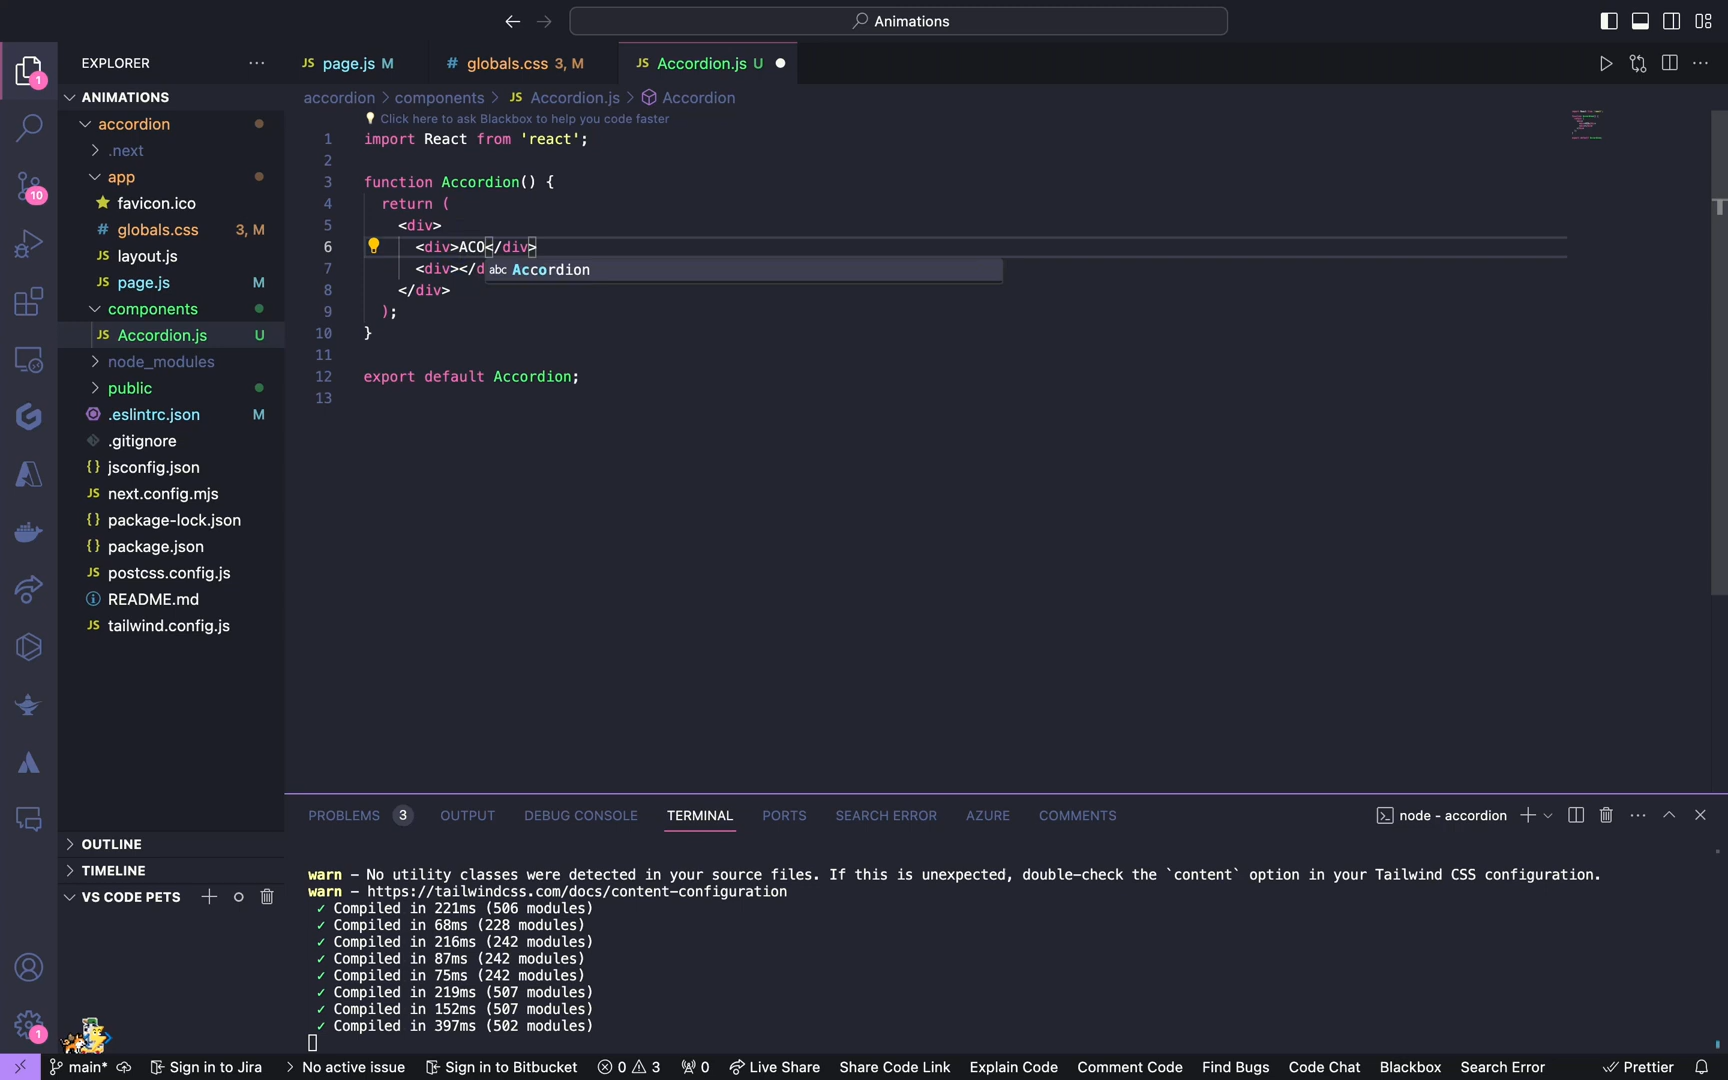 Animations
EXPLORER
page.js M
# globals.css 3, M
JS Accordion.js U
accordion > components > JS Accordion.js > Accordion
Click here to ask Blackbox to help you code faster
1 import React from 'react';
2
3 function Accordion() {
4 return (
5 <div>
6 <div>ACO</div>
7 <div></d
abc Accordion
8 </div>
9 );
10 }
11
12 export default Accordion;
13
ANIMATIONS
accordion
.next
app
favicon.ico
# globals.css 3, M
JS layout.js
JS page.js M
components
JS Accordion.js U
node_modules
public
.eslintrc.json M
.gitignore
{} jsconfig.json
JS next.config.mjs
{} package-lock.json
{} package.json
JS postcss.config.js
README.md
JS tailwind.config.js
OUTLINE
TIMELINE
VS CODE PETS
1
10
1
PROBLEMS 3 OUTPUT DEBUG CONSOLE TERMINAL PORTS SEARCH ERROR AZURE COMMENTS
node - accordion
warn - No utility classes were detected in your source files. If this is unexpected, double-check the `content` option in your Tailwind CSS configuration.
warn - https://tailwindcss.com/docs/content-configuration
✓ Compiled in 221ms (506 modules)
✓ Compiled in 68ms (228 modules)
✓ Compiled in 216ms (242 modules)
✓ Compiled in 87ms (242 modules)
✓ Compiled in 75ms (242 modules)
✓ Compiled in 219ms (507 modules)
✓ Compiled in 152ms (507 modules)
✓ Compiled in 397ms (502 modules)
main* Sign in to Jira > No active issue Sign in to Bitbucket 0 3 0 Live Share Share Code Link Explain Code Comment Code Find Bugs Code Chat Blackbox Search Error Prettier